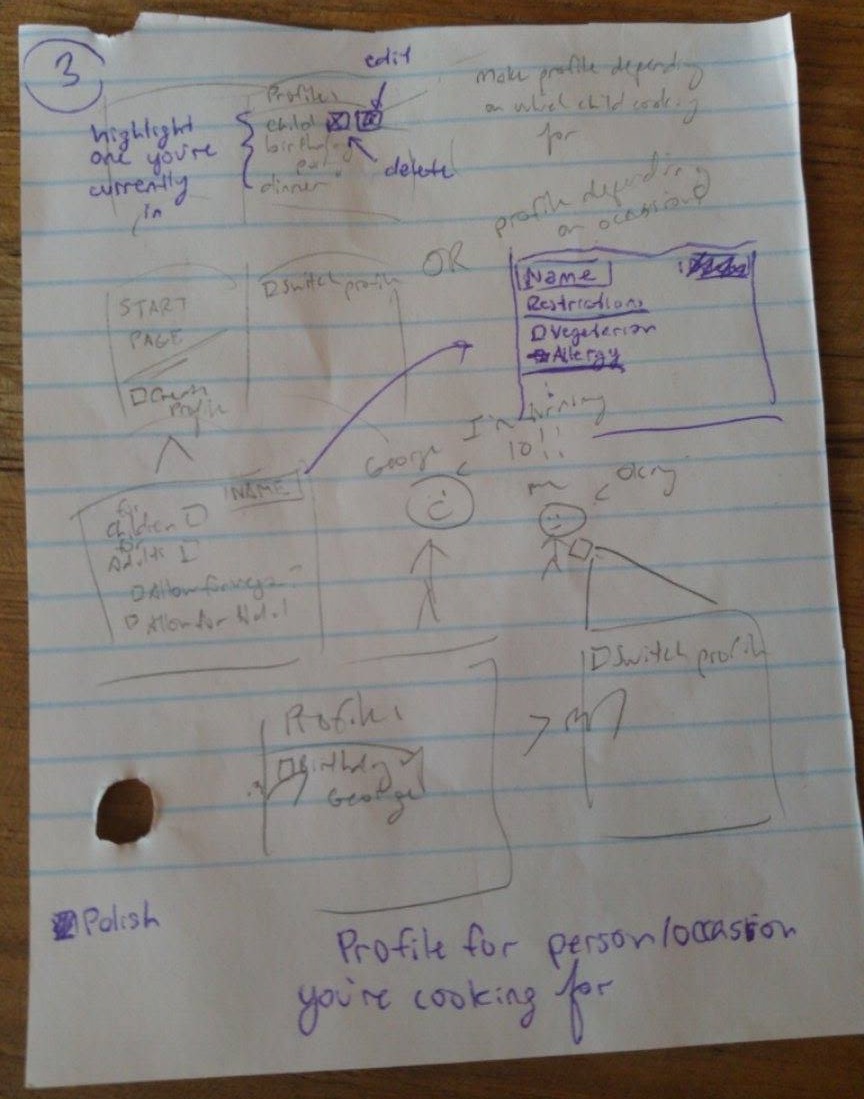 3
edit
Profiles
child
birthday
dinner
highlight
one you're
currently
in
delete
Make profile depending
on which child cooking
for
profile depending
on occasion
OR
START
PAGE
Switch profile
Create
Profile
Name
Restrictions
Vegetarian
Allergy
NAME
for
children
for
Adults
Allow for
Allow for
George
I'm turning
10!!
Okay
Profiles
Birthday
George
Switch profile
Polish
Profile for person/occasion
you're cooking for